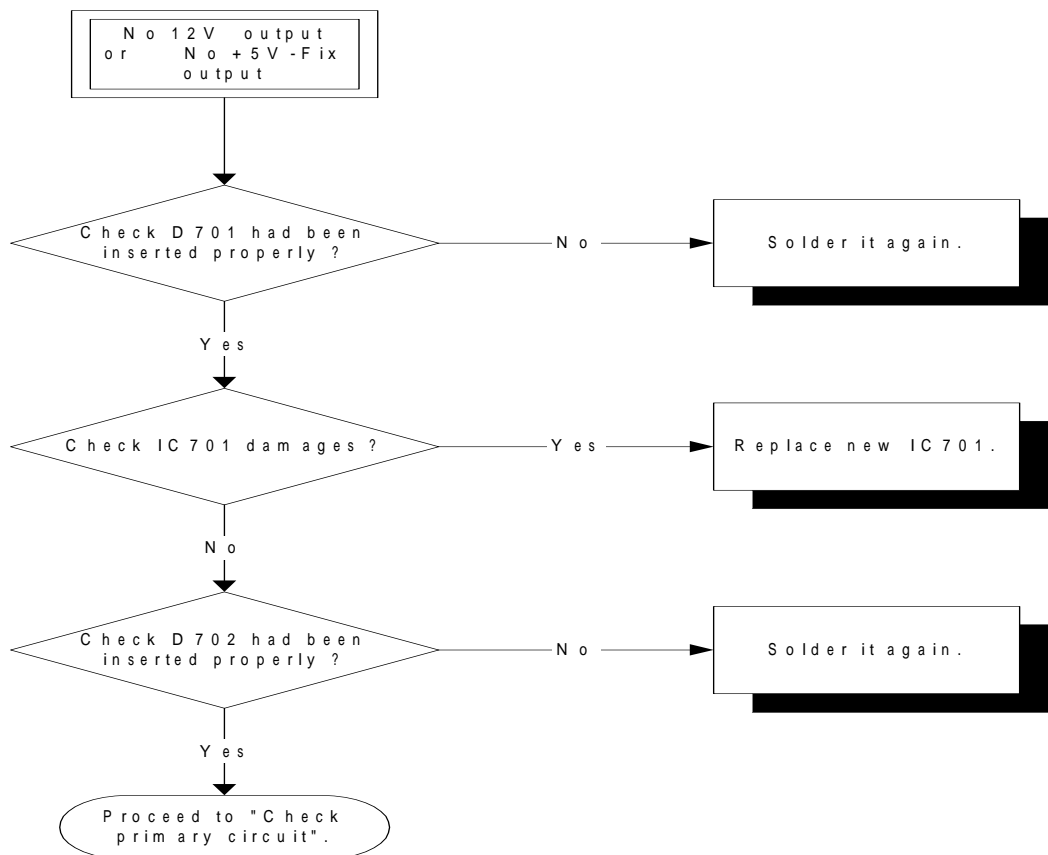 No 12V output
or No +5V-Fix
output
Check D701 had been
inserted properly ?
No
Solder it again.
Yes
Check IC701 damages ?
Yes
Replace new IC701.
No
Check D702 had been
inserted properly ?
No
Solder it again.
Yes
Proceed to "Check
primary circuit".